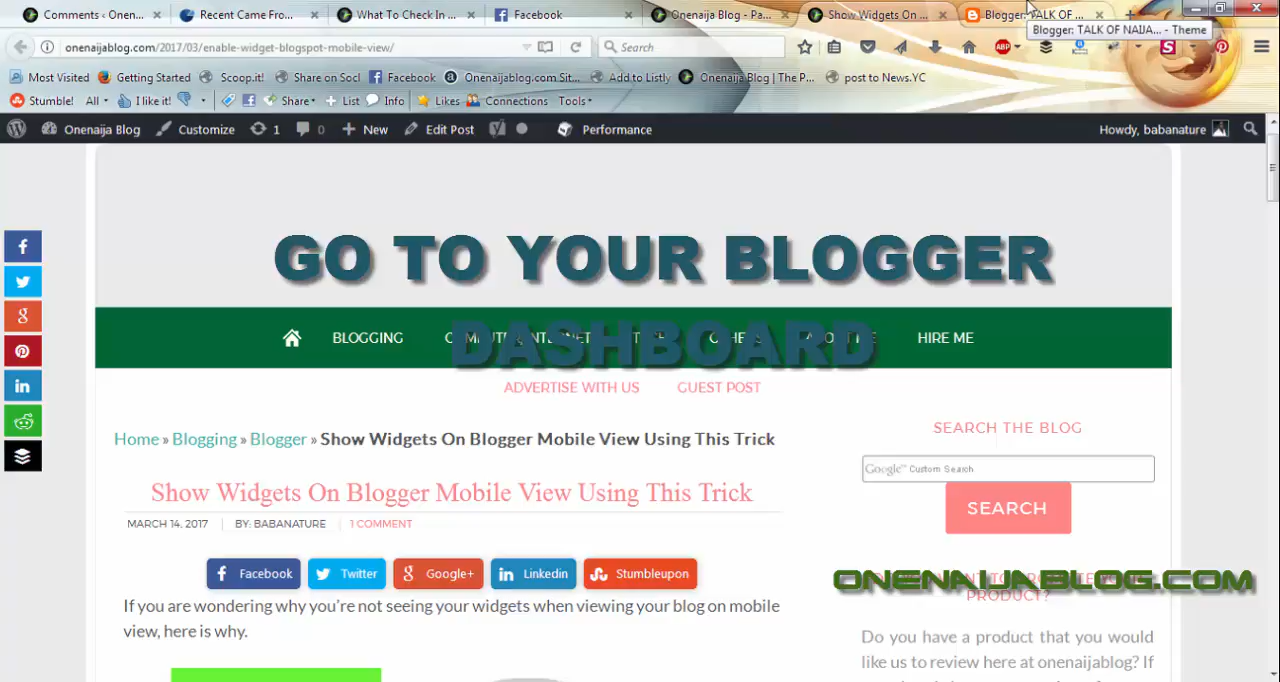 Comments ‹ Onen...
Recent Came Fro...
What To Check In ...
Facebook
Onenaija Blog - Pa...
Show Widgets On ...
Blogger: TALK OF ...
Blogger: TALK OF NAIJA... - Theme
onenaijablog.com/2017/03/enable-widget-blogspot-mobile-view/
Search
ABP
Most Visited
Getting Started
Scoop.it!
Share on Socl
Facebook
Onenaijablog.com Sit...
Add to Listly
Onenaija Blog | The P...
post to News.YC
Stumble!
All
I like it!
Share
List
Info
Likes
Connections
Tools
Onenaija Blog
Customize
1
0
New
Edit Post
Performance
Howdy, babanature
GO TO YOUR BLOGGER
DASHBOARD
BLOGGING
HIRE ME
ADVERTISE WITH US
GUEST POST
Home » Blogging » Blogger » Show Widgets On Blogger Mobile View Using This Trick
SEARCH THE BLOG
Google™ Custom Search
SEARCH
Show Widgets On Blogger Mobile View Using This Trick
MARCH 14, 2017
BY: BABANATURE
1 COMMENT
Facebook
Twitter
Google+
Linkedin
Stumbleupon
ONENAIJABLOG.COM
PRODUCT?
If you are wondering why you're not seeing your widgets when viewing your blog on mobile
view, here is why.
Do you have a product that you would
like us to review here at onenaijablog? If